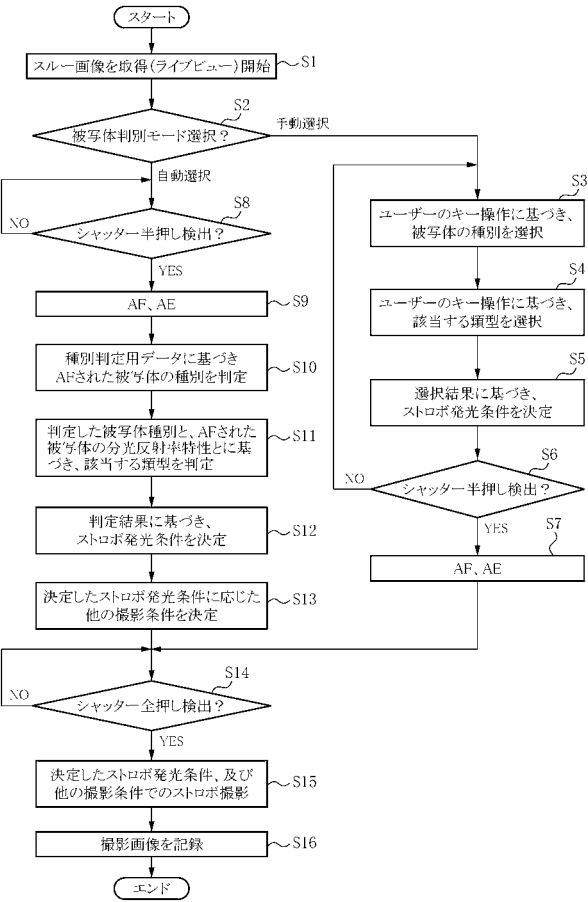 スタート
スルー画像を取得(ライブビュー)開始
S1
被写体判別モード選択？
S2
手動選択
自動選択
ユーザーのキー操作に基づき、
被写体の種別を選択
S3
ユーザーのキー操作に基づき、
該当する類型を選択
S4
選択結果に基づき、
ストロボ発光条件を決定
S5
シャッター半押し検出？
S6
NO
YES
AF、AE
S7
シャッター半押し検出？
S8
NO
YES
AF、AE
S9
種別判定用データに基づき
AFされた被写体の種別を判定
S10
判定した被写体種別と、AFされた
被写体の分光反射率特性とに基
づき、該当する類型を判定
S11
判定結果に基づき、
ストロボ発光条件を決定
S12
決定したストロボ発光条件に応じた
他の撮影条件を決定
S13
シャッター全押し検出？
S14
NO
YES
決定したストロボ発光条件、及び
他の撮影条件でのストロボ撮影
S15
撮影画像を記録
S16
エンド